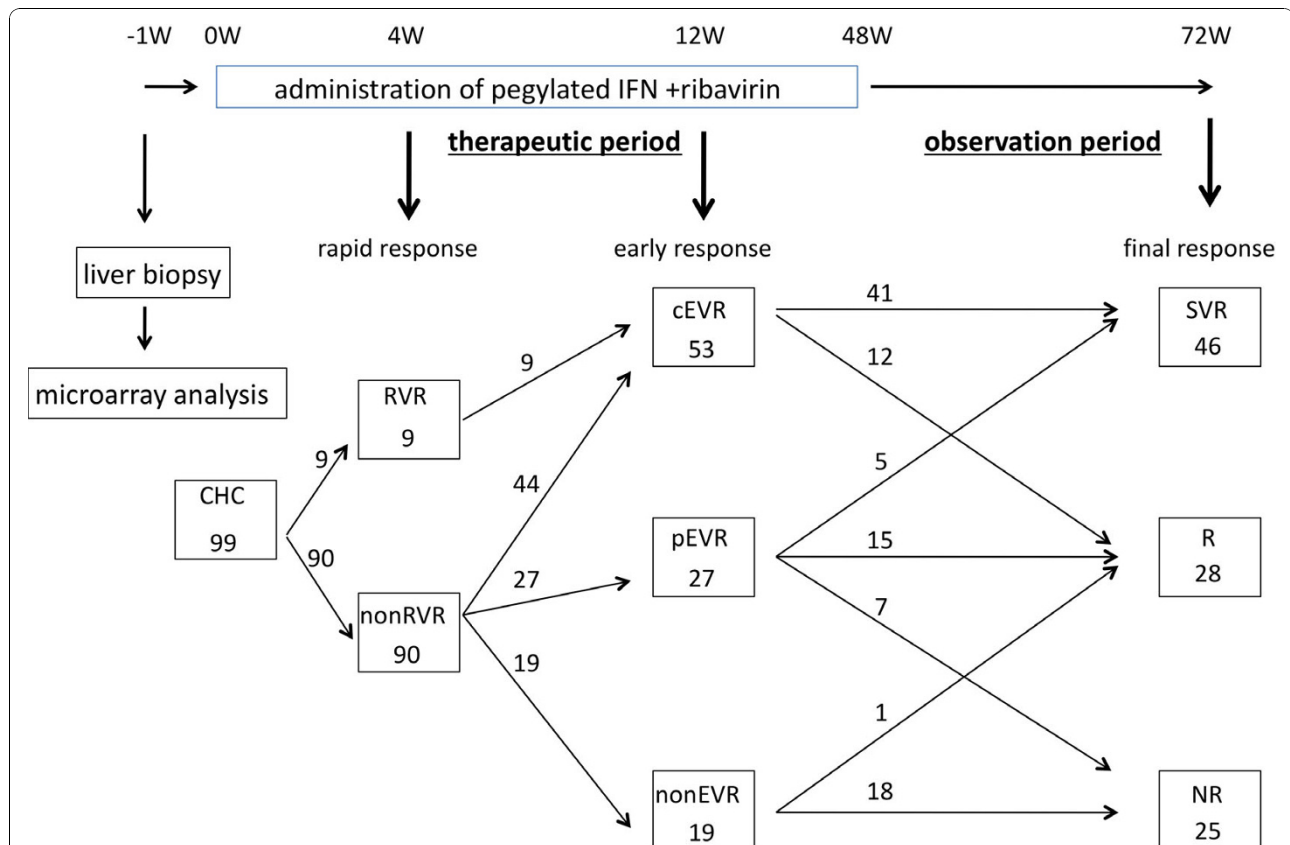 -1W 0W 4W 12W 48W 72W
administration of pegylated IFN +ribavirin
therapeutic period observation period
rapid response early response final response
liver biopsy
microarray analysis
CHC
99
9
90
RVR
9
nonRVR
90
9
44
27
19
cEVR
53
pEVR
27
nonEVR
19
41
12
5
15
7
1
18
SVR
46
R
28
NR
25